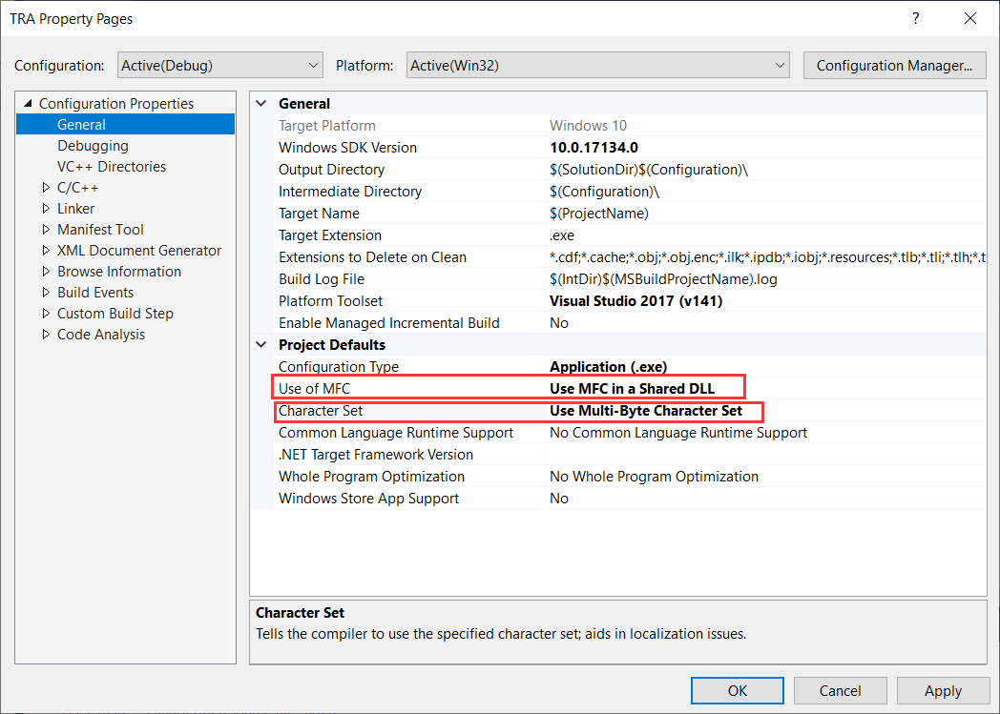 TRA Property Pages ?
Configuration: Active(Debug) Platform: Active(Win32) Configuration Manager...
Configuration Properties
General
Debugging
VC++ Directories
C/C++
Linker
Manifest Tool
XML Document Generator
Browse Information
Build Events
Custom Build Step
Code Analysis
General
Target Platform Windows 10
Windows SDK Version 10.0.17134.0
Output Directory $(SolutionDir)$(Configuration)\
Intermediate Directory $(Configuration)\
Target Name $(ProjectName)
Target Extension .exe
Extensions to Delete on Clean *.cdf;*.cache;*.obj;*.obj.enc;*.ilk;*.ipdb;*.iobj;*.resources;*.tlb;*.tli;*.tlh;*.t
Build Log File $(IntDir)$(MSBuildProjectName).log
Platform Toolset Visual Studio 2017 (v141)
Enable Managed Incremental Build No
Project Defaults
Configuration Type Application (.exe)
Use of MFC Use MFC in a Shared DLL
Character Set Use Multi-Byte Character Set
Common Language Runtime Support No Common Language Runtime Support
.NET Target Framework Version
Whole Program Optimization No Whole Program Optimization
Windows Store App Support No
Character Set
Tells the compiler to use the specified character set; aids in localization issues.
OK Cancel Apply